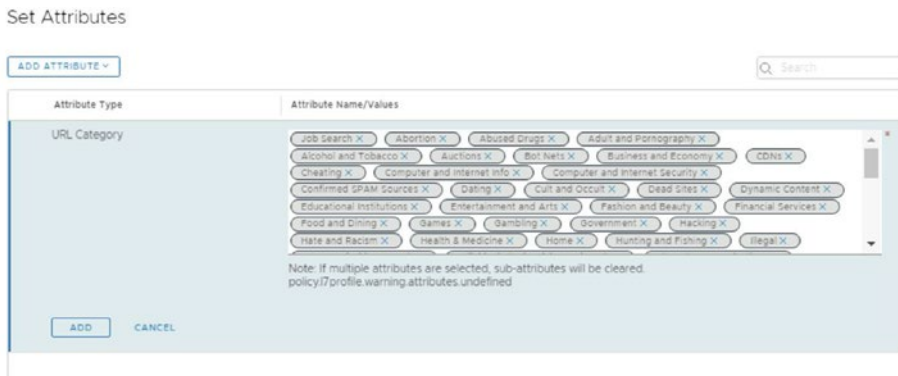 Set Attributes
ADD ATTRIBUTE
Search
Attribute Type Attribute Name/Values
URL Category
Job Search X Abortion X Abused Drugs X Adult and Pornography X
Alcohol and Tobacco X Auctions X Bot Nets X Business and Economy X CDNs X
Cheating X Computer and Internet Info X Computer and Internet Security X
Confirmed SPAM Sources X Dating X Cult and Occult X Dead Sites X Dynamic Content X
Educational Institutions X Entertainment and Arts X Fashion and Beauty X Financial Services X
Food and Dining X Games X Gambling X Government X Hacking X
Hate and Racism X Health & Medicine X Home X Hunting and Fishing X Illegal X
Note: If multiple attributes are selected, sub-attributes will be cleared.
policy.l7profile.warning.attributes.undefined
ADD CANCEL